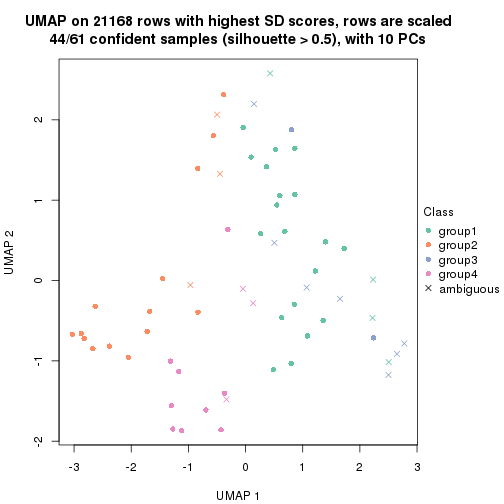 UMAP on 21168 rows with highest SD scores, rows are scaled
44/61 confident samples (silhouette > 0.5), with 10 PCs
2
1
0
-1
-2
UMAP 2
-3
-2
-1
0
1
2
3
UMAP 1
Class
group1
group2
group3
group4
ambiguous